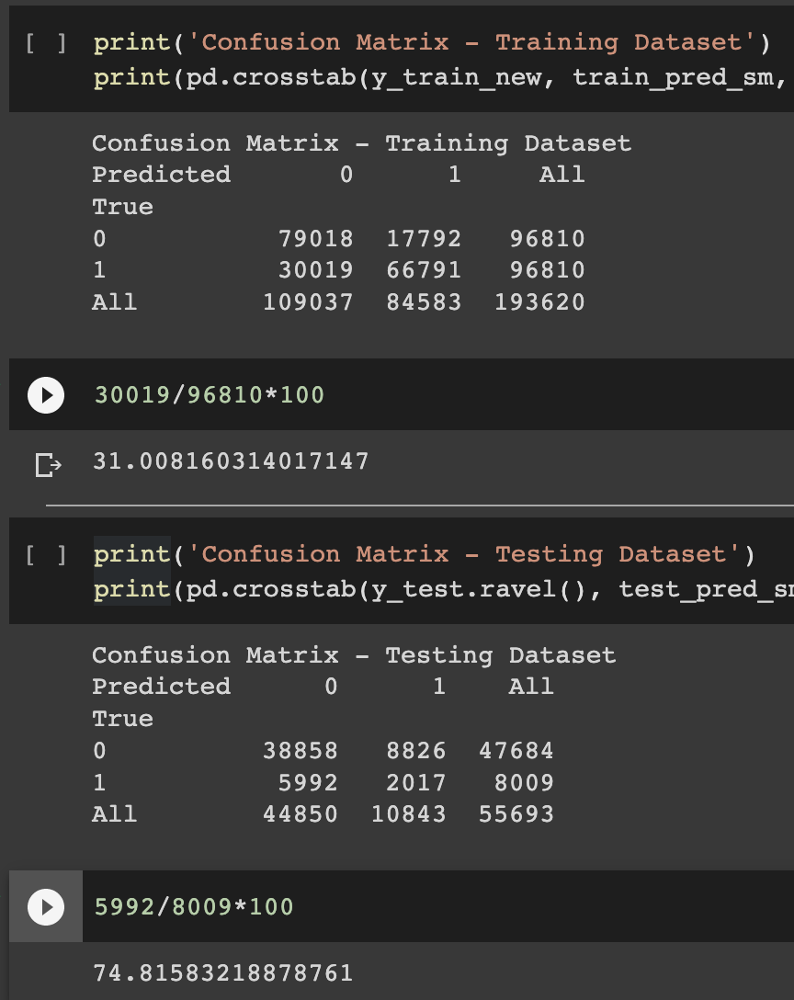 [ ] print('Confusion Matrix – Training Dataset')
print(pd.crosstab(y_train_new, train_pred_sm,
Confusion Matrix – Training Dataset
Predicted 0 1 All
True
0 79018 17792 96810
1 30019 66791 96810
All 109037 84583 193620
30019/96810*100
31.008160314017147
[ ] print('Confusion Matrix – Testing Dataset')
print(pd.crosstab(y_test.ravel(), test_pred_sm
Confusion Matrix – Testing Dataset
Predicted 0 1 All
True
0 38858 8826 47684
1 5992 2017 8009
All 44850 10843 55693
5992/8009*100
74.81583218878761